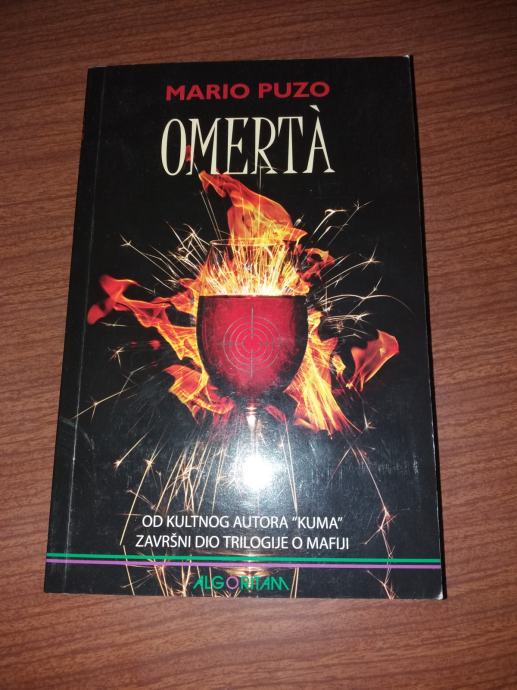 MARIO PUZO
OMERTÀ
OD KULTNOG AUTORA "KUMA"
ZAVRŠNI DIO TRILOGIJE O MAFIJI
ALGORITAM